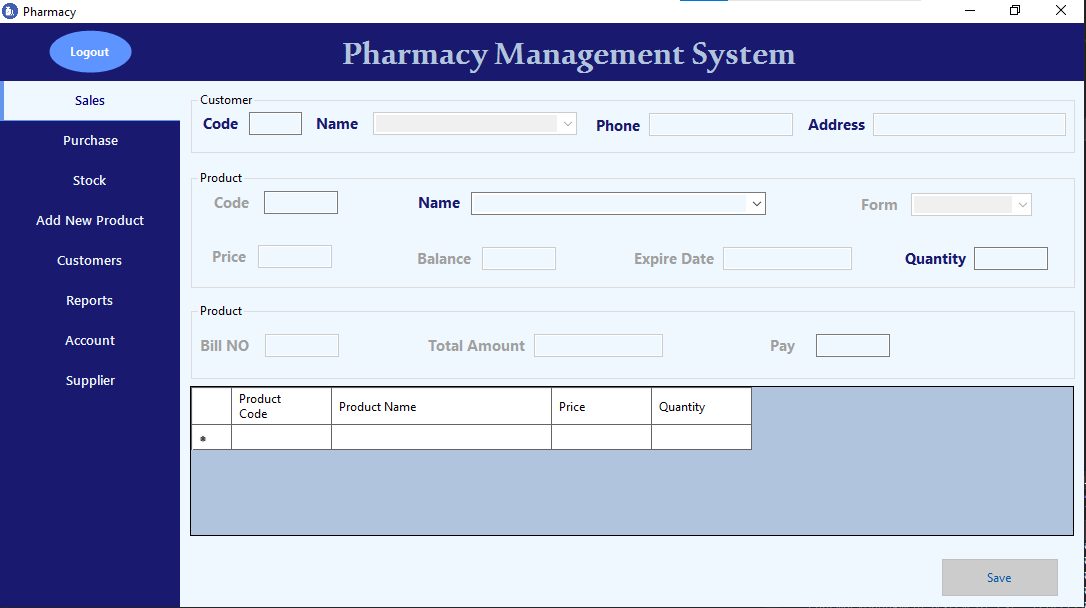 Pharmacy
Logout
Pharmacy Management System
Sales
Purchase
Stock
Add New Product
Customers
Reports
Account
Supplier
Customer
Code Name Phone Address
Product
Code Name Form
Price Balance Expire Date Quantity
Product
Bill NO Total Amount Pay
Product
Code
Product Name Price Quantity
*
Save